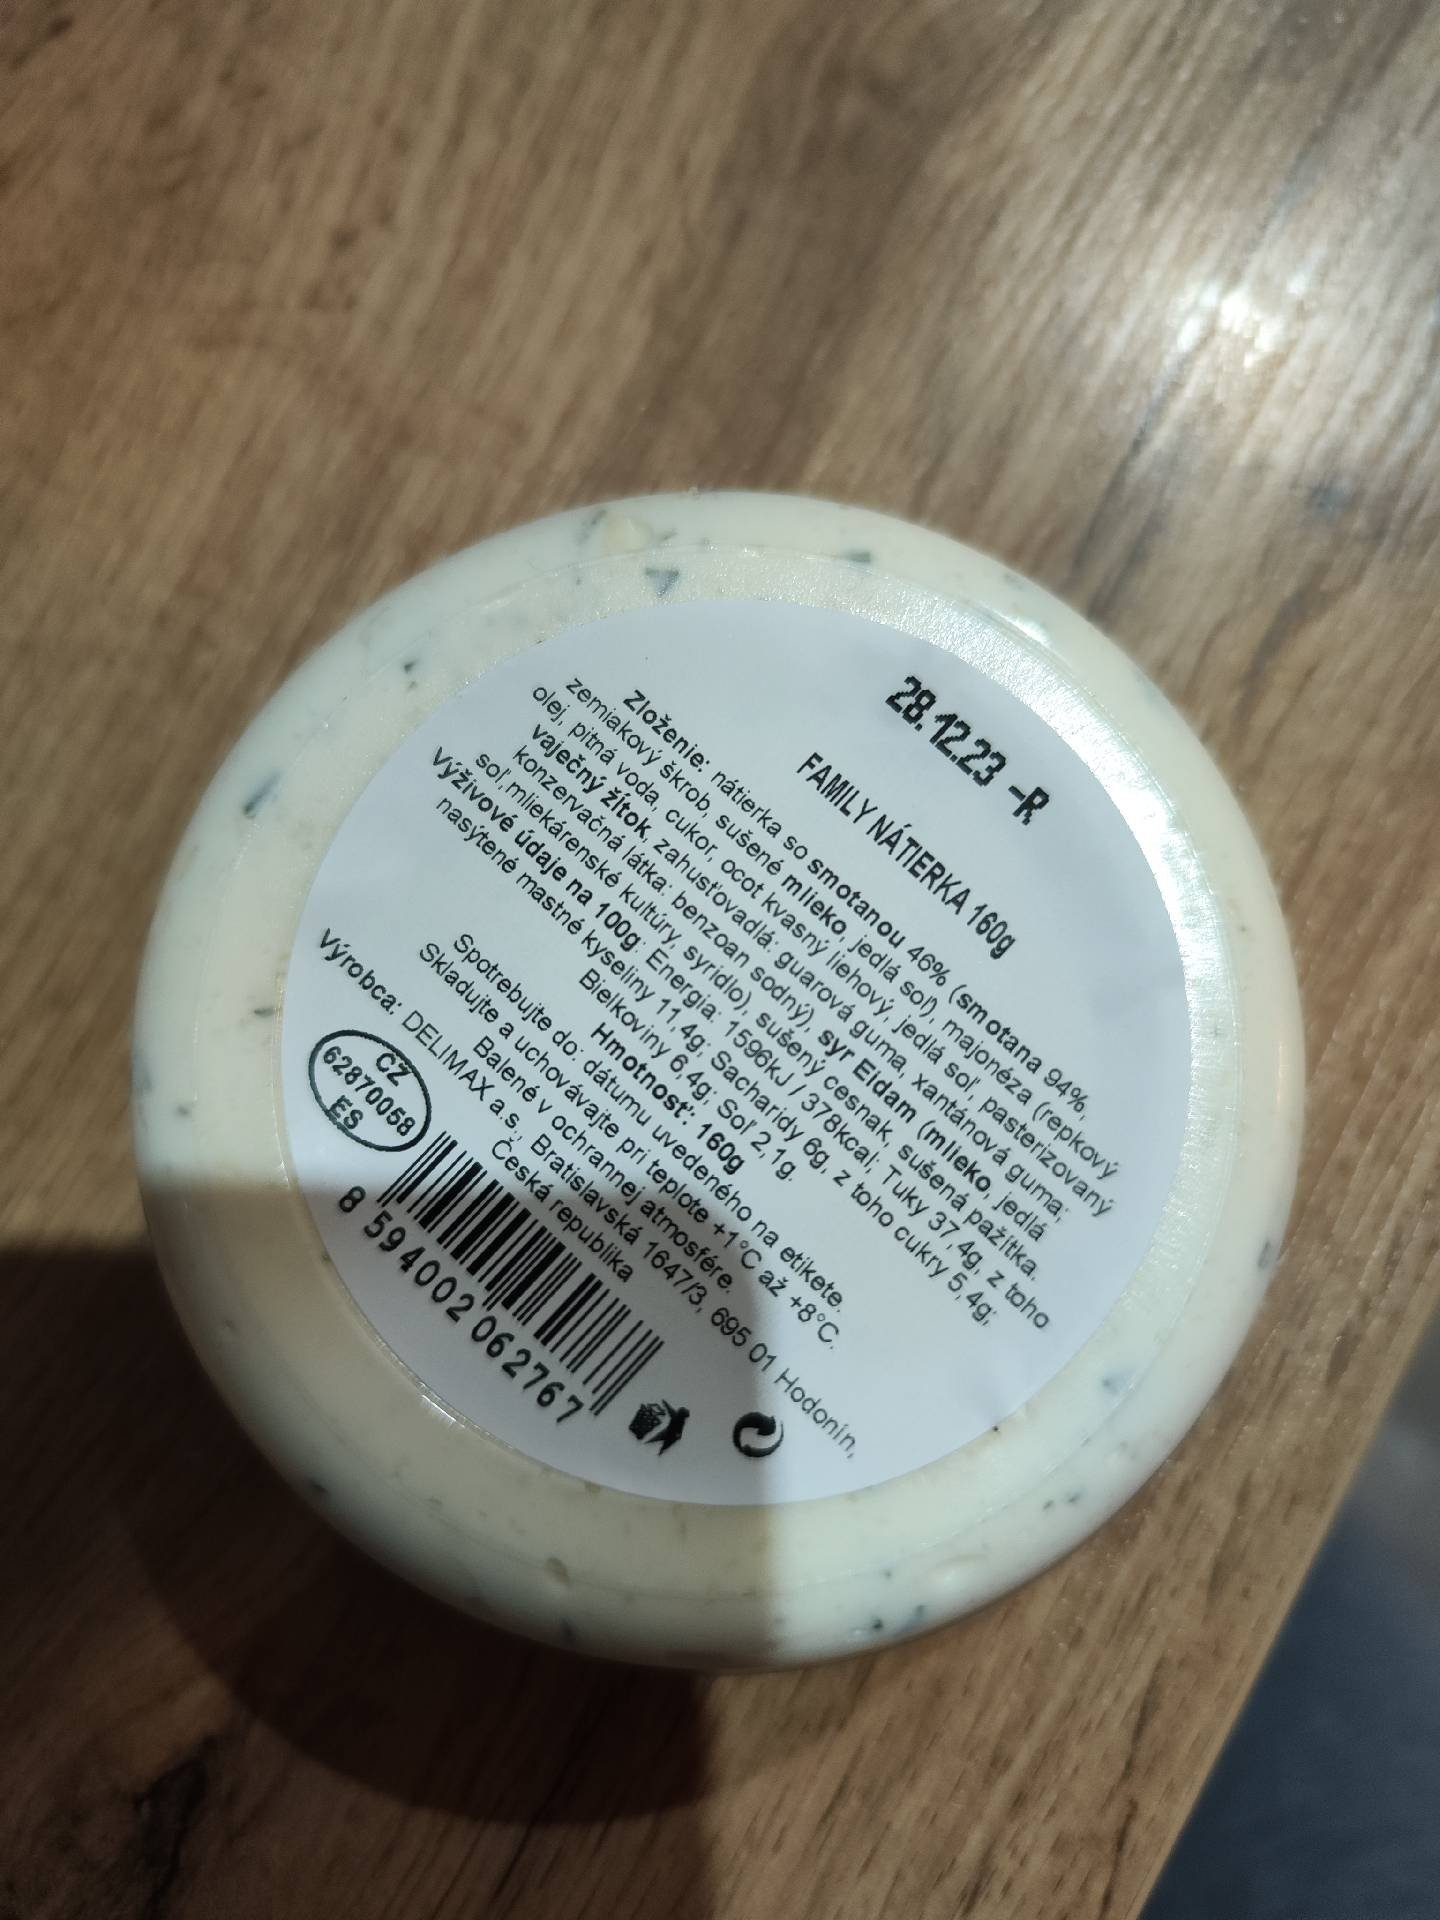 28.12.23 -R
FAMILY NÁTIERKA 160g
Zloženie: nátierka so smotanou 46% (smotana 94%,
zemiakový škrob, sušené mlieko, jedlá soľ), majonéza (repkový
olej, pitná voda, cukor, ocot kvasný liehový, jedlá soľ, pasterizovaný
vaječný žĺtok, zahusťovadlá: guarová guma, xantánová guma;
konzervačná látka: benzoan sodný), syr Eidam (mlieko, jedlá
soľ, mliekárenské kultúry, syridlo), sušený cesnak, sušená pažítka.
Výživové údaje na 100g: Energia: 1596kJ / 378kcal; Tuky 37,4g, z toho
nasýtené mastné kyseliny 11,4g; Sacharidy 6g, z toho cukry 5,4g;
Bielkoviny 6,4g; Soľ 2,1g.
Hmotnosť: 160g
Spotrebujte do: dátumu uvedeného na etikete.
Skladujte a uchovávajte pri teplote +1°C až +8°C.
Balené v ochrannej atmosfére.
Výrobca: DELIMAX a.s., Bratislavská 1647/3, 695 01 Hodonín,
Česká republika
CZ
62870058
ES
8 594002 062767